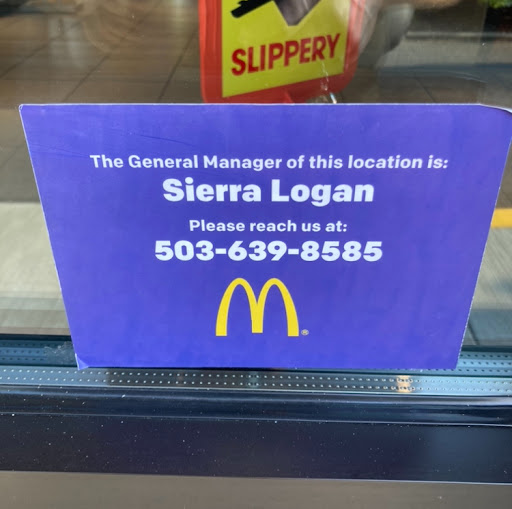 SLIPPERY
The General Manager of this location is:
Sierra Logan
Please reach us at:
503-639-8585
M®